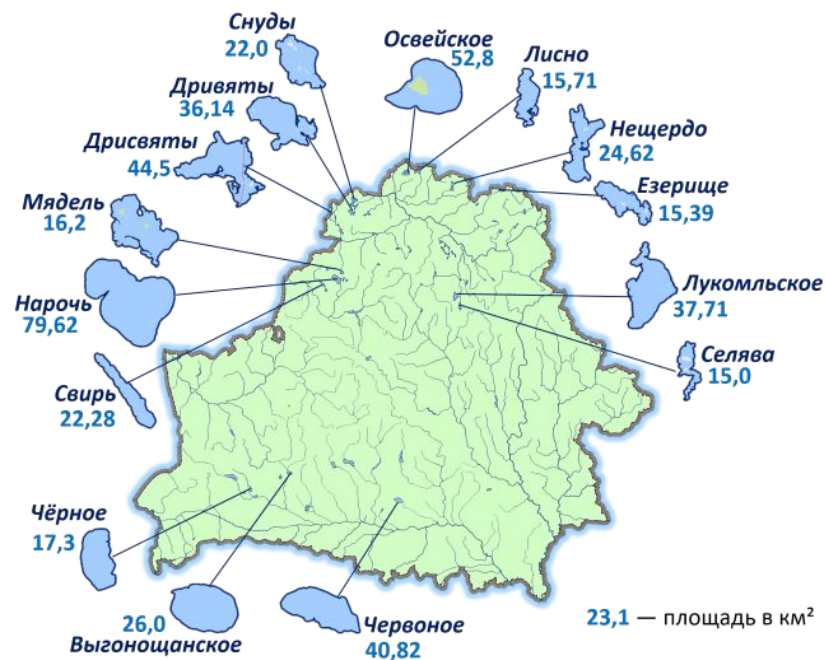 Снуды
22,0
Освейское
52,8
Лисно
15,71
Дривяты
36,14
Нещердо
24,62
Дрисвяты
44,5
Езерище
15,39
Мядель
16,2
Лукомльское
37,71
Нарочь
79,62
Селява
15,0
Свирь
22,28
Чёрное
17,3
26,0
Выгонощанское
Червоное
40,82
23,1 — площадь в км²